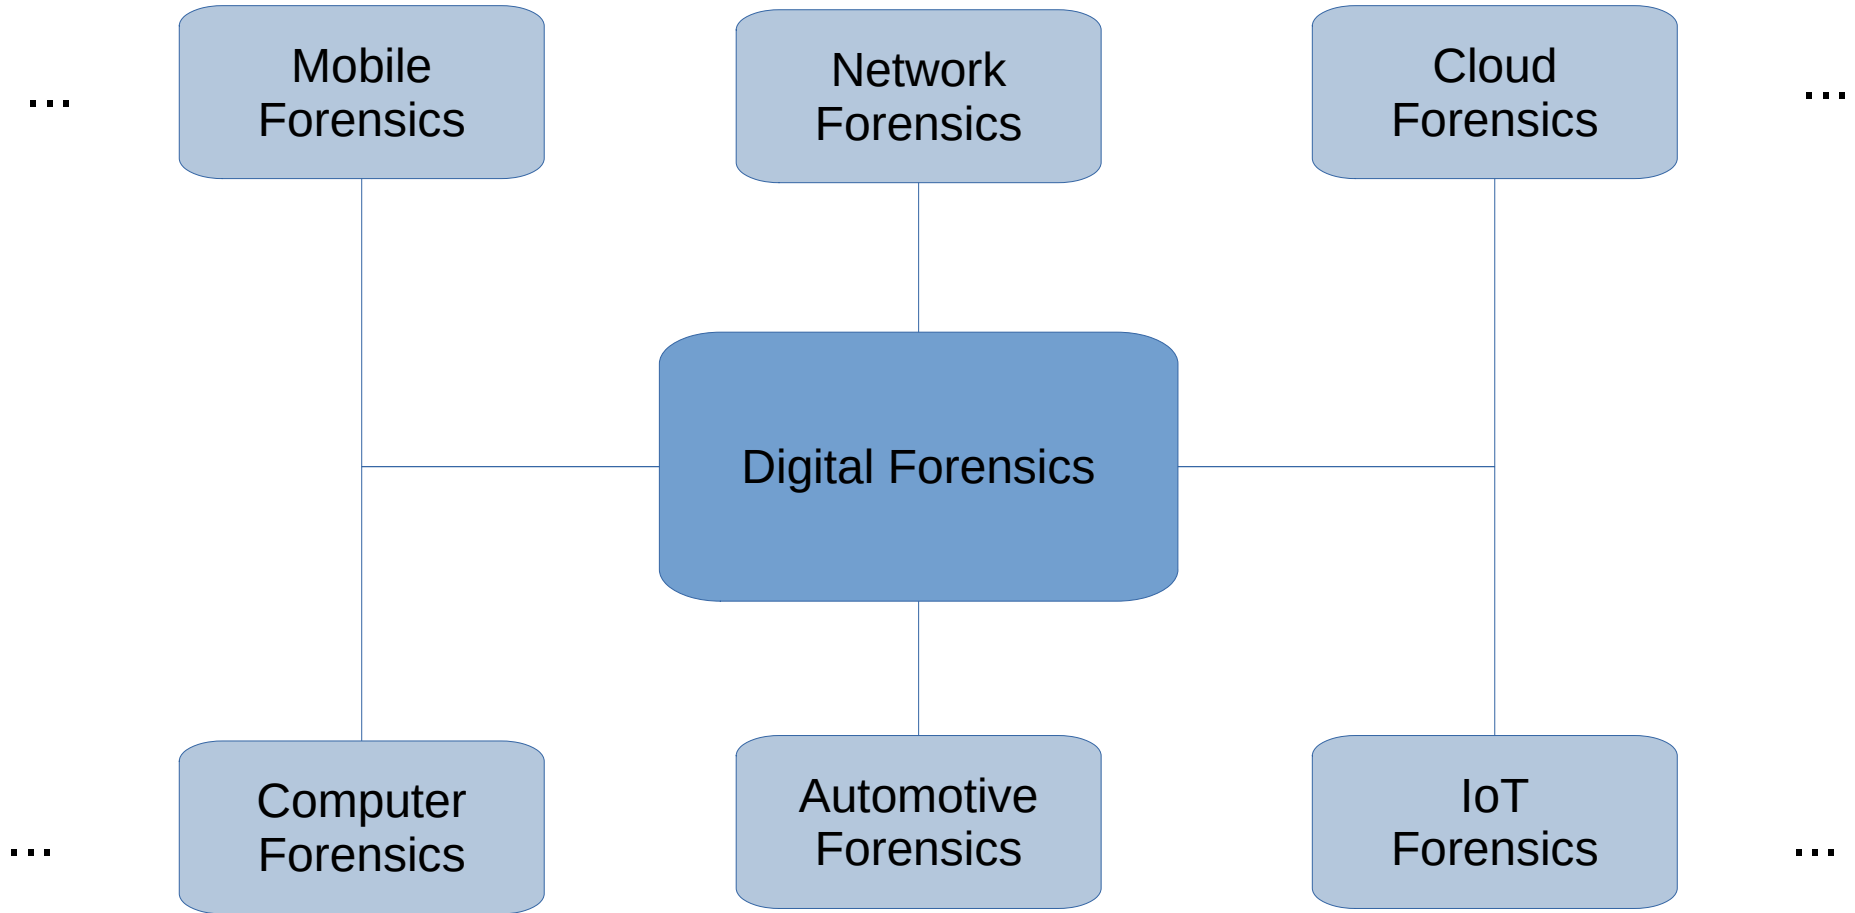 Mobile
Forensics
Network
Forensics
Cloud
Forensics
...
...
Digital Forensics
Computer
Forensics
Automotive
Forensics
IoT
Forensics
...
...